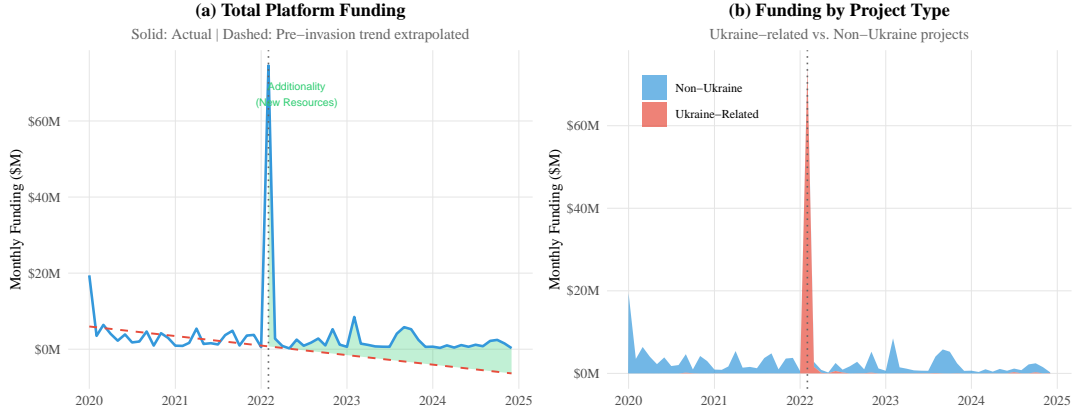 (a) Total Platform Funding
Solid: Actual | Dashed: Pre−invasion trend extrapolated
Additionality
(New Resources)
Monthly Funding ($M)
$60M
$40M
$20M
$0M
2020
2021
2022
2023
2024
2025
(b) Funding by Project Type
Ukraine−related vs. Non−Ukraine projects
Non−Ukraine
Ukraine−Related
Monthly Funding ($M)
$60M
$40M
$20M
$0M
2020
2021
2022
2023
2024
2025